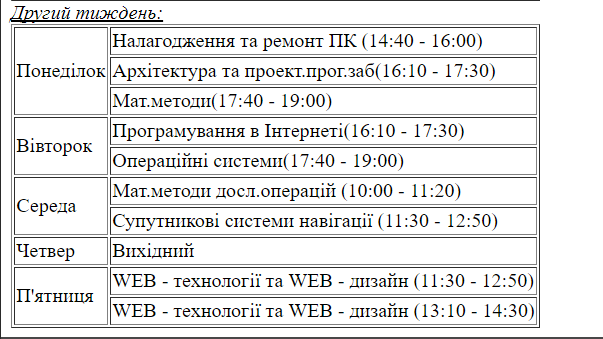 Другий тиждень:
Понеділок
Налагодження та ремонт ПК (14:40 - 16:00)
Архітектура та проект.прог.заб(16:10 - 17:30)
Мат.методи(17:40 - 19:00)
Вівторок
Програмування в Інтернеті(16:10 - 17:30)
Операційні системи(17:40 - 19:00)
Середа
Мат.методи досл.операцій (10:00 - 11:20)
Супутникові системи навігації (11:30 - 12:50)
Четвер
Вихідний
П'ятниця
WEB - технології та WEB - дизайн (11:30 - 12:50)
WEB - технології та WEB - дизайн (13:10 - 14:30)